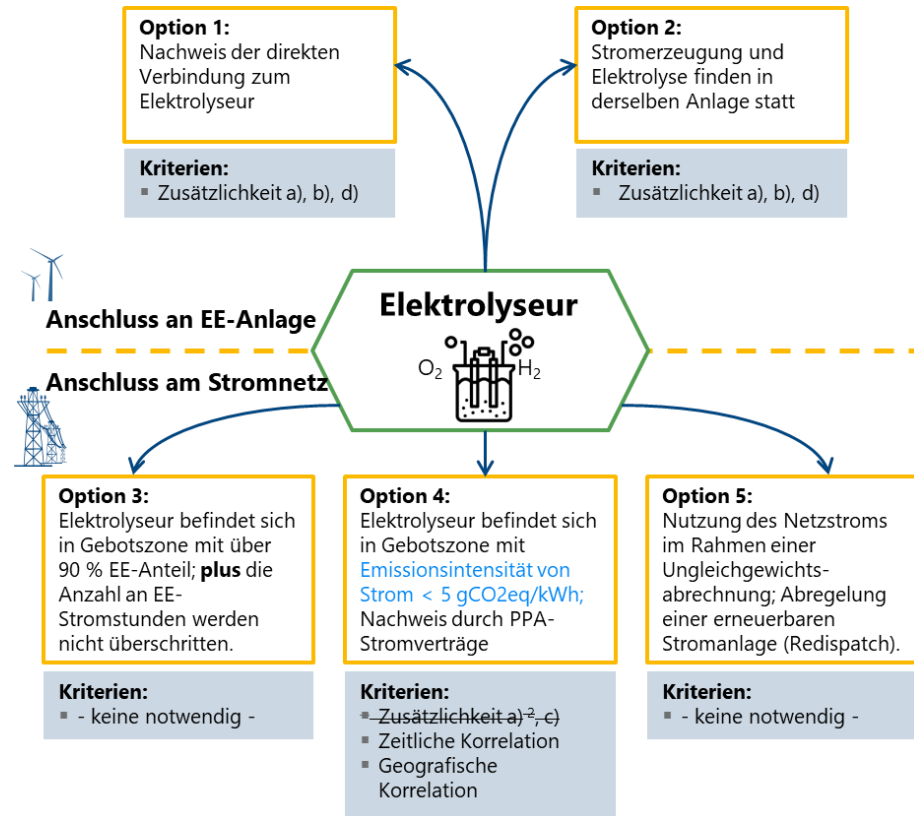 Option 1:
Nachweis der direkten
Verbindung zum
Elektrolyseur
Kriterien:
▪ Zusätzlichkeit a), b), d)
Option 2:
Stromerzeugung und
Elektrolyse finden in
derselben Anlage statt
Kriterien:
▪ Zusätzlichkeit a), b), d)
Anschluss an EE-Anlage
Anschluss am Stromnetz
Elektrolyseur
O₂ H₂
Option 3:
Elektrolyseur befindet sich
in Gebotszone mit über
90 % EE-Anteil; plus die
Anzahl an EE-
Stromstunden werden
nicht überschritten.
Kriterien:
▪ - keine notwendig -
Option 4:
Elektrolyseur befindet sich
in Gebotszone mit
Emissionsintensität von
Strom < 5 gCO2eq/kWh;
Nachweis durch PPA-
Stromverträge
Kriterien:
▪ Zusätzlichkeit a) ², c)
▪ Zeitliche Korrelation
▪ Geografische
Korrelation
Option 5:
Nutzung des Netzstroms
im Rahmen einer
Ungleichgewichts-
abrechnung; Abregelung
einer erneuerbaren
Stromanlage (Redispatch).
Kriterien:
▪ - keine notwendig -